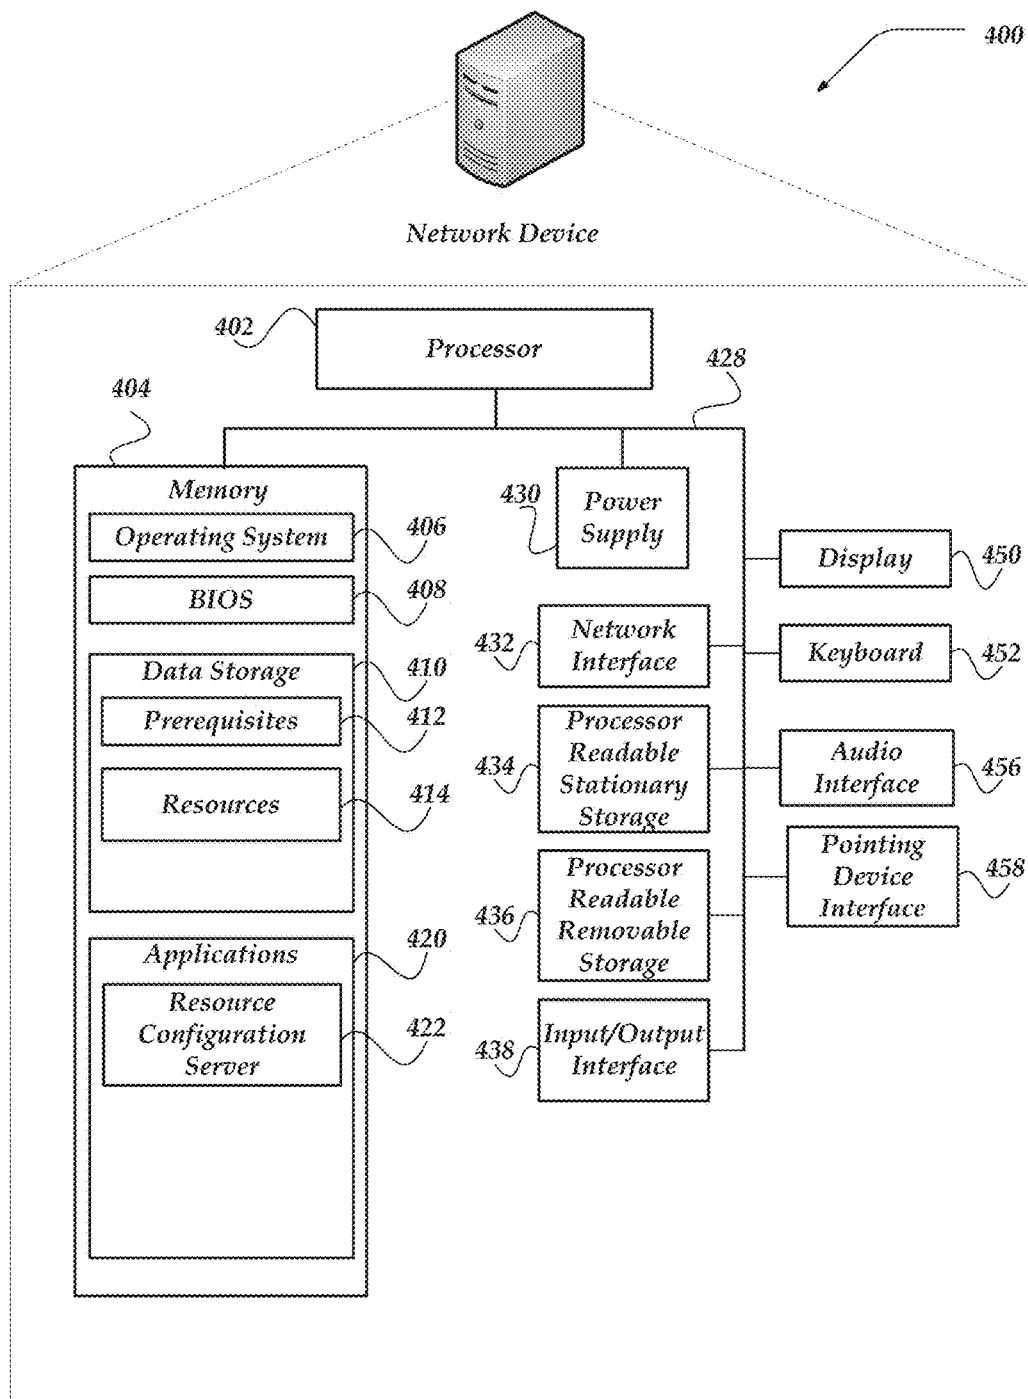 400
Network Device
402
Processor
428
404
Memory
Operating System
406
BIOS
408
Data Storage
410
Prerequisites
412
Resources
414
Applications
420
Resource
Configuration
Server
422
430
Power
Supply
432
Network
Interface
434
Processor
Readable
Stationary
Storage
436
Processor
Readable
Removable
Storage
438
Input/Output
Interface
Display
450
Keyboard
452
Audio
Interface
456
Pointing
Device
Interface
458